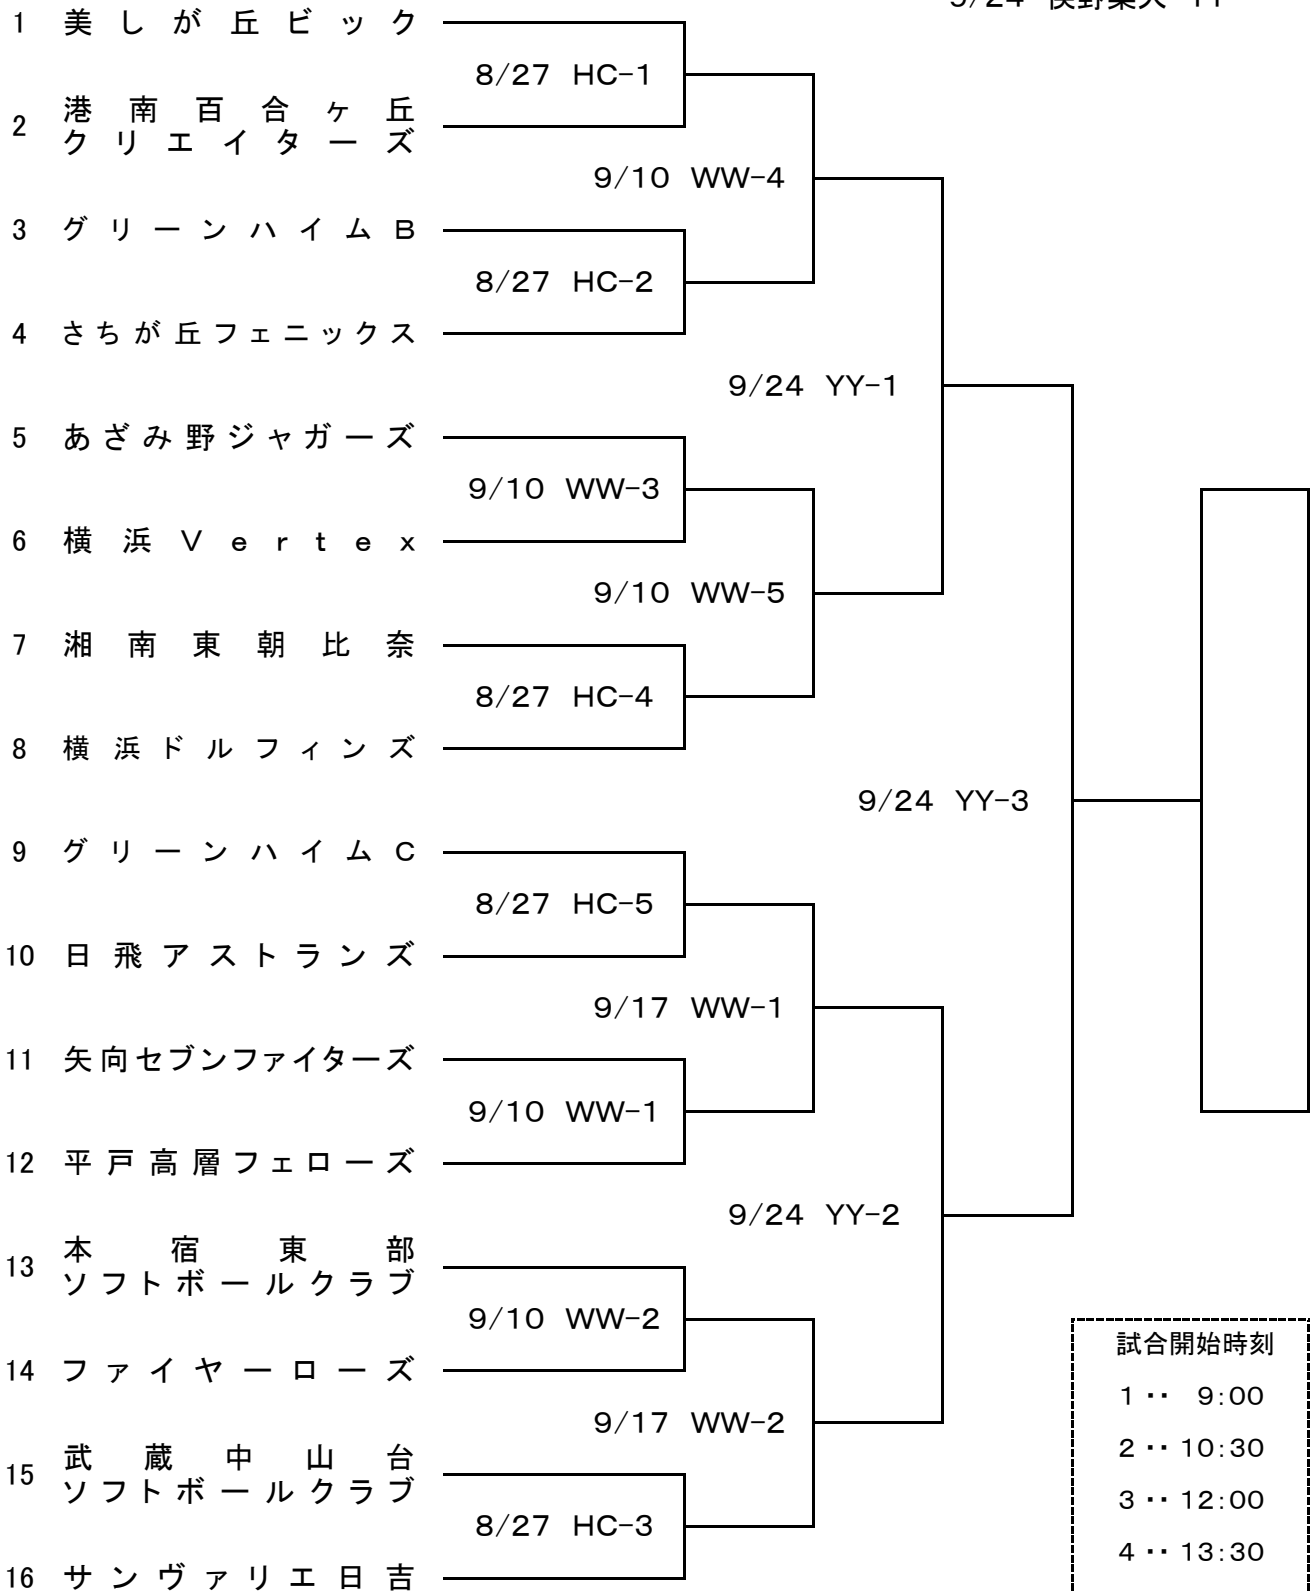 1 美しが丘ビック
8/27 HC-1
2 港南百合ヶ丘
クリエイターズ
9/10 WW-4
3 グリーンハイムB
8/27 HC-2
4 さちが丘フェニックス
9/24 YY-1
5 あざみ野ジャガーズ
9/10 WW-3
6 横浜Vertex
9/10 WW-5
7 湘南東朝比奈
8/27 HC-4
8 横浜ドルフィンズ
9/24 YY-3
9 グリーンハイムC
8/27 HC-5
10 日飛アストランズ
9/17 WW-1
11 矢向セブンファイターズ
9/10 WW-1
12 平戸高層フェローズ
9/24 YY-2
13 本宿東部
ソフトボールクラブ
9/10 WW-2
14 ファイヤーローズ
9/17 WW-2
15 武蔵中山台
ソフトボールクラブ
8/27 HC-3
16 サンヴァリエ日吉
試合開始時刻
1 ・・ 9:00
2 ・・ 10:30
3 ・・ 12:00
4 ・・ 13:30